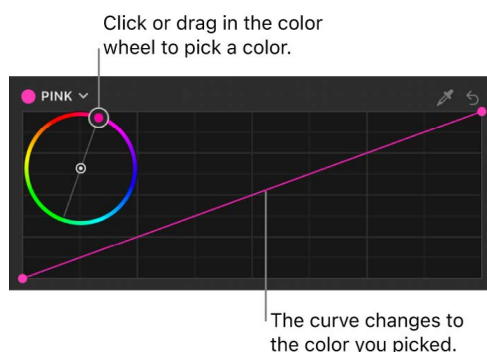 Click or drag in the color
wheel to pick a color.
PINK
The curve changes to
the color you picked.